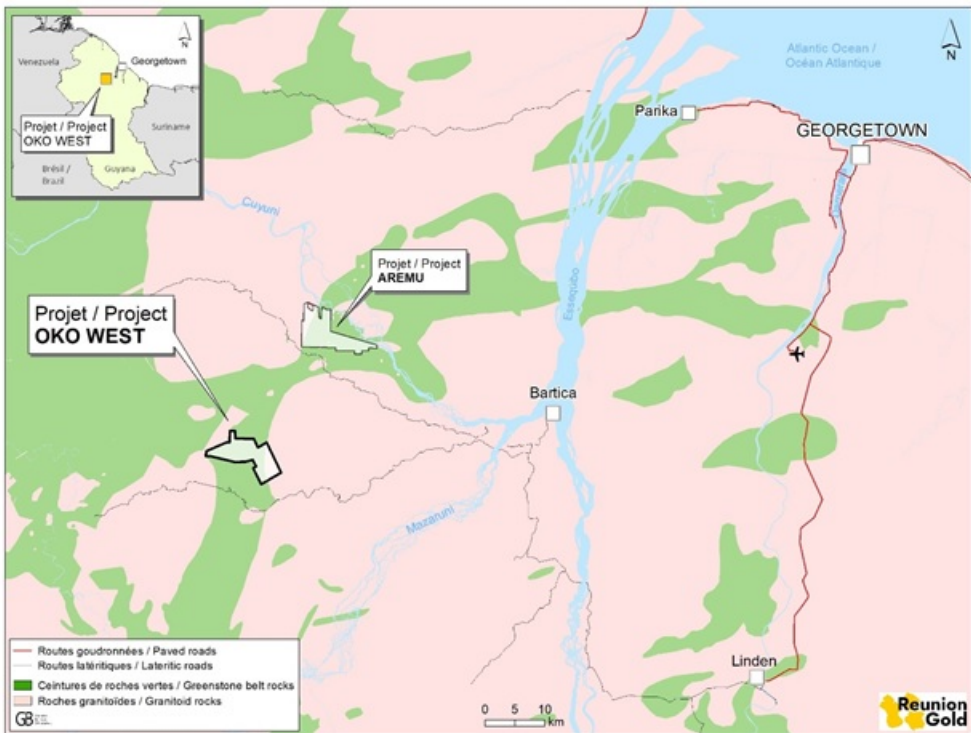 N
Venezuela
Georgetown
Projet / Project
OKO WEST
Suriname
Brésil /
Brazil
Guyana
Atlantic Ocean /
Océan Atlantique
N
Parika
GEORGETOWN
Cuyuni
Projet / Project
AREMU
Essequibo
Projet / Project
OKO WEST
Bartica
Mazaruni
Linden
Routes goudronnées / Paved roads
Routes latéritiques / Lateritic roads
Ceintures de roches vertes / Greenstone belt rocks
Roches granitoïdes / Granitoid rocks
GB
0 5 10
km
Reunion
Gold